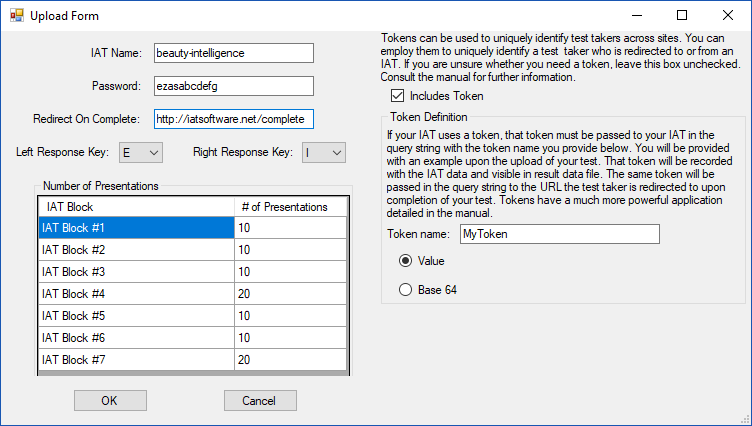 Upload Form
IAT Name: beauty-intelligence
Password: ezasabcdefg
Redirect On Complete: http://iatsoftware.net/complete
Left Response Key: E Right Response Key: I
Number of Presentations
IAT Block # of Presentations
IAT Block #1 10
IAT Block #2 10
IAT Block #3 10
IAT Block #4 20
IAT Block #5 10
IAT Block #6 10
IAT Block #7 20
OK Cancel
Tokens can be used to uniquely identify test takers across sites. You can
employ them to uniquely identify a test taker who is redirected to or from an
IAT. If you are unsure whether you need a token, leave this box unchecked.
Consult the manual for further information.
Includes Token
Token Definition
If your IAT uses a token, that token must be passed to your IAT in the
query string with the token name you provide below. You will be provided
with an example upon the upload of your test. That token will be recorded
with the IAT data and visible in result data file. The same token will be
passed in the query string to the URL the test taker is redirected to upon
completion of your test. Tokens have a much more powerful application
detailed in the manual.
Token name: MyToken
Value
Base 64